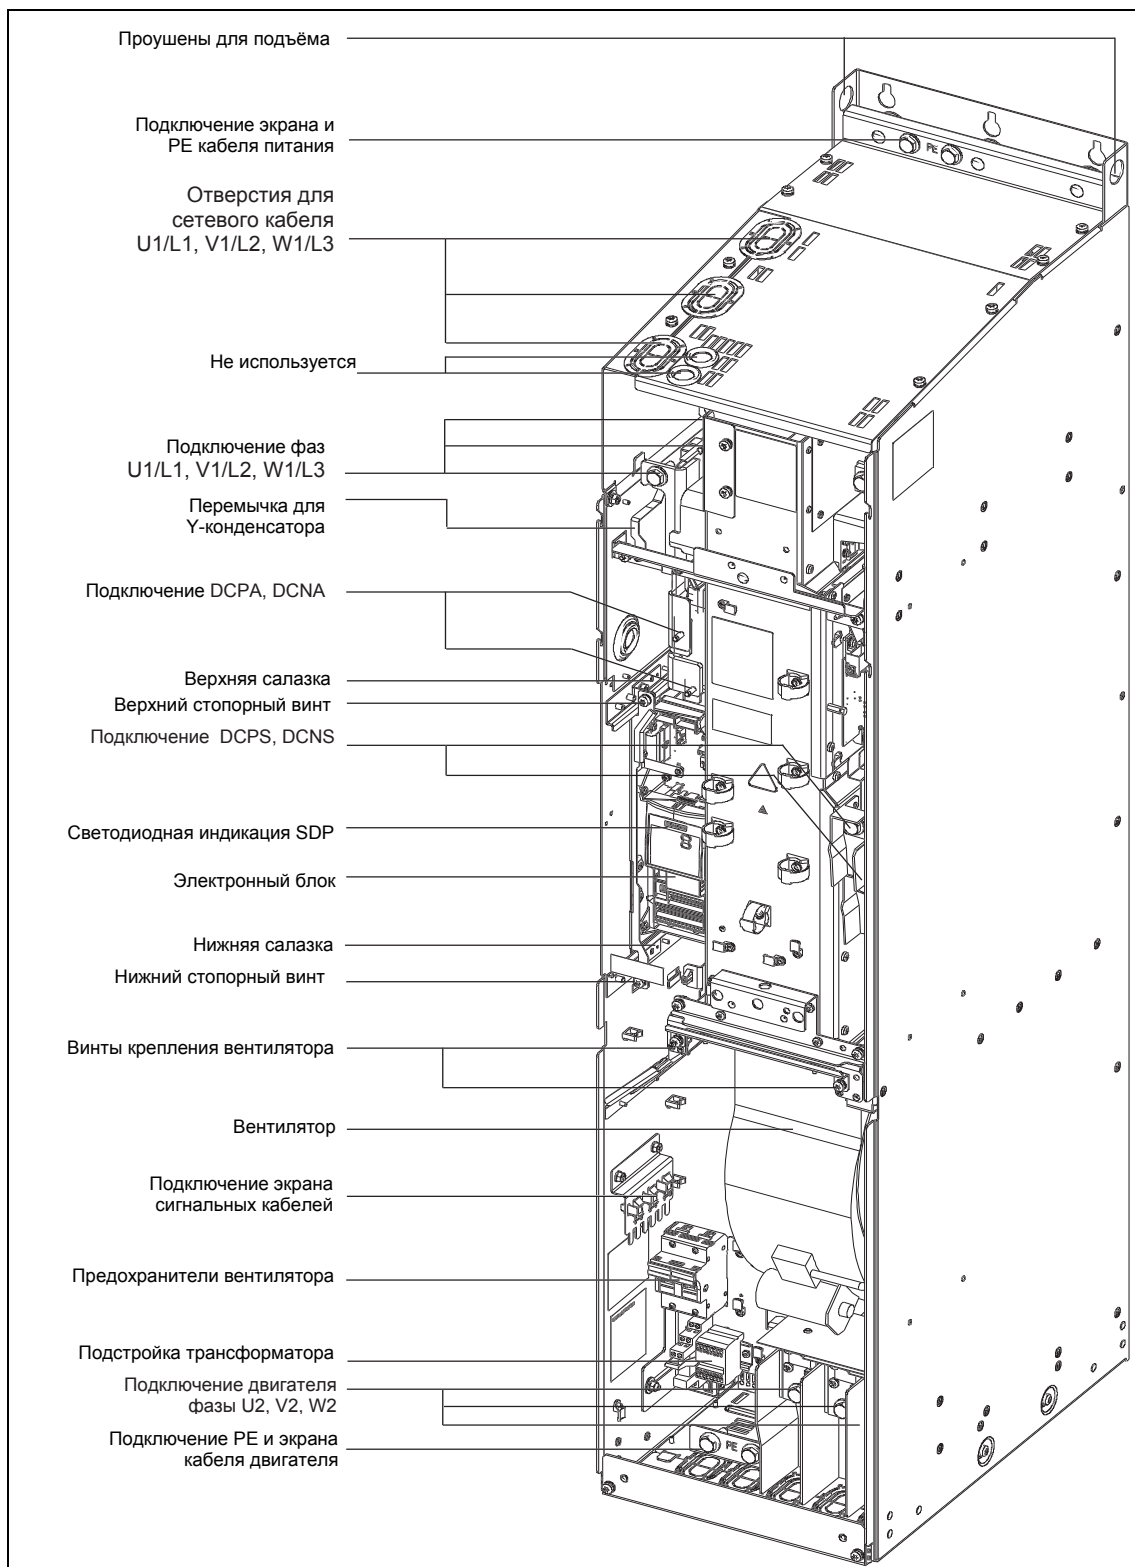 Проушены для подъёма
Подключение экрана и
PE кабеля питания
PE
Отверстия для
сетевого кабеля
U1/L1, V1/L2, W1/L3
Не используется
Подключение фаз
U1/L1, V1/L2, W1/L3
Перемычка для
Y-конденсатора
Подключение DCPA, DCNA
Верхняя салазка
Верхний стопорный винт
Подключение DCPS, DCNS
Светодиодная индикация SDP
Электронный блок
Нижняя салазка
Нижний стопорный винт
Винты крепления вентилятора
Вентилятор
Подключение экрана
сигнальных кабелей
Предохранители вентилятора
Подстройка трансформатора
Подключение двигателя
фазы U2, V2, W2
Подключение PE и экрана
кабеля двигателя
PE